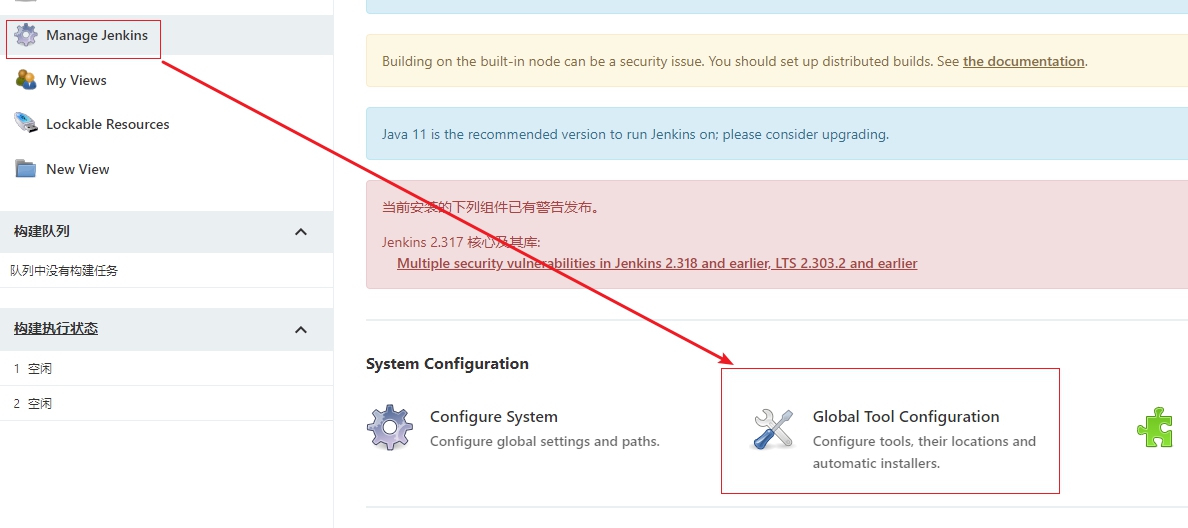 Manage Jenkins
My Views
Lockable Resources
New View
构建队列
队列中没有构建任务
构建执行状态
1 空闲
2 空闲
Building on the built-in node can be a security issue. You should set up distributed builds. See the documentation.
Java 11 is the recommended version to run Jenkins on; please consider upgrading.
当前安装的下列组件已有警告发布。
Jenkins 2.317 核心及其库:
Multiple security vulnerabilities in Jenkins 2.318 and earlier, LTS 2.303.2 and earlier
System Configuration
Configure System
Configure global settings and paths.
Global Tool Configuration
Configure tools, their locations and
automatic installers.